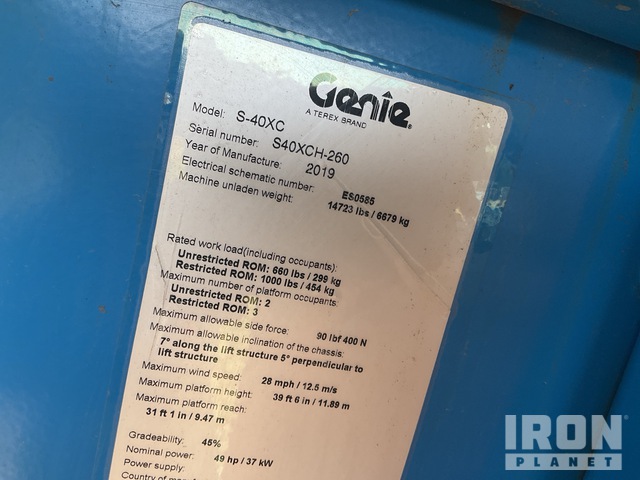 Genie
A TEREX BRAND
Model: S-40XC
Serial number: S40XCH-260
Year of Manufacture: 2019
Electrical schematic number: ES0585
Machine unladen weight: 14723 lbs / 6679 kg
Rated work load(including occupants):
Unrestricted ROM: 660 lbs / 299 kg
Restricted ROM: 1000 lbs / 454 kg
Maximum number of platform occupants:
Unrestricted ROM: 2
Restricted ROM: 3
Maximum allowable side force: 90 lbf 400 N
Maximum allowable inclination of the chassis:
7° along the lift structure 5° perpendicular to
lift structure
Maximum wind speed: 28 mph / 12.5 m/s
Maximum platform height: 39 ft 6 in / 11.89 m
Maximum platform reach:
31 ft 1 in / 9.47 m
Gradeability: 45%
Nominal power: 49 hp / 37 kW
Power supply:
Country of
IRON
PLANET